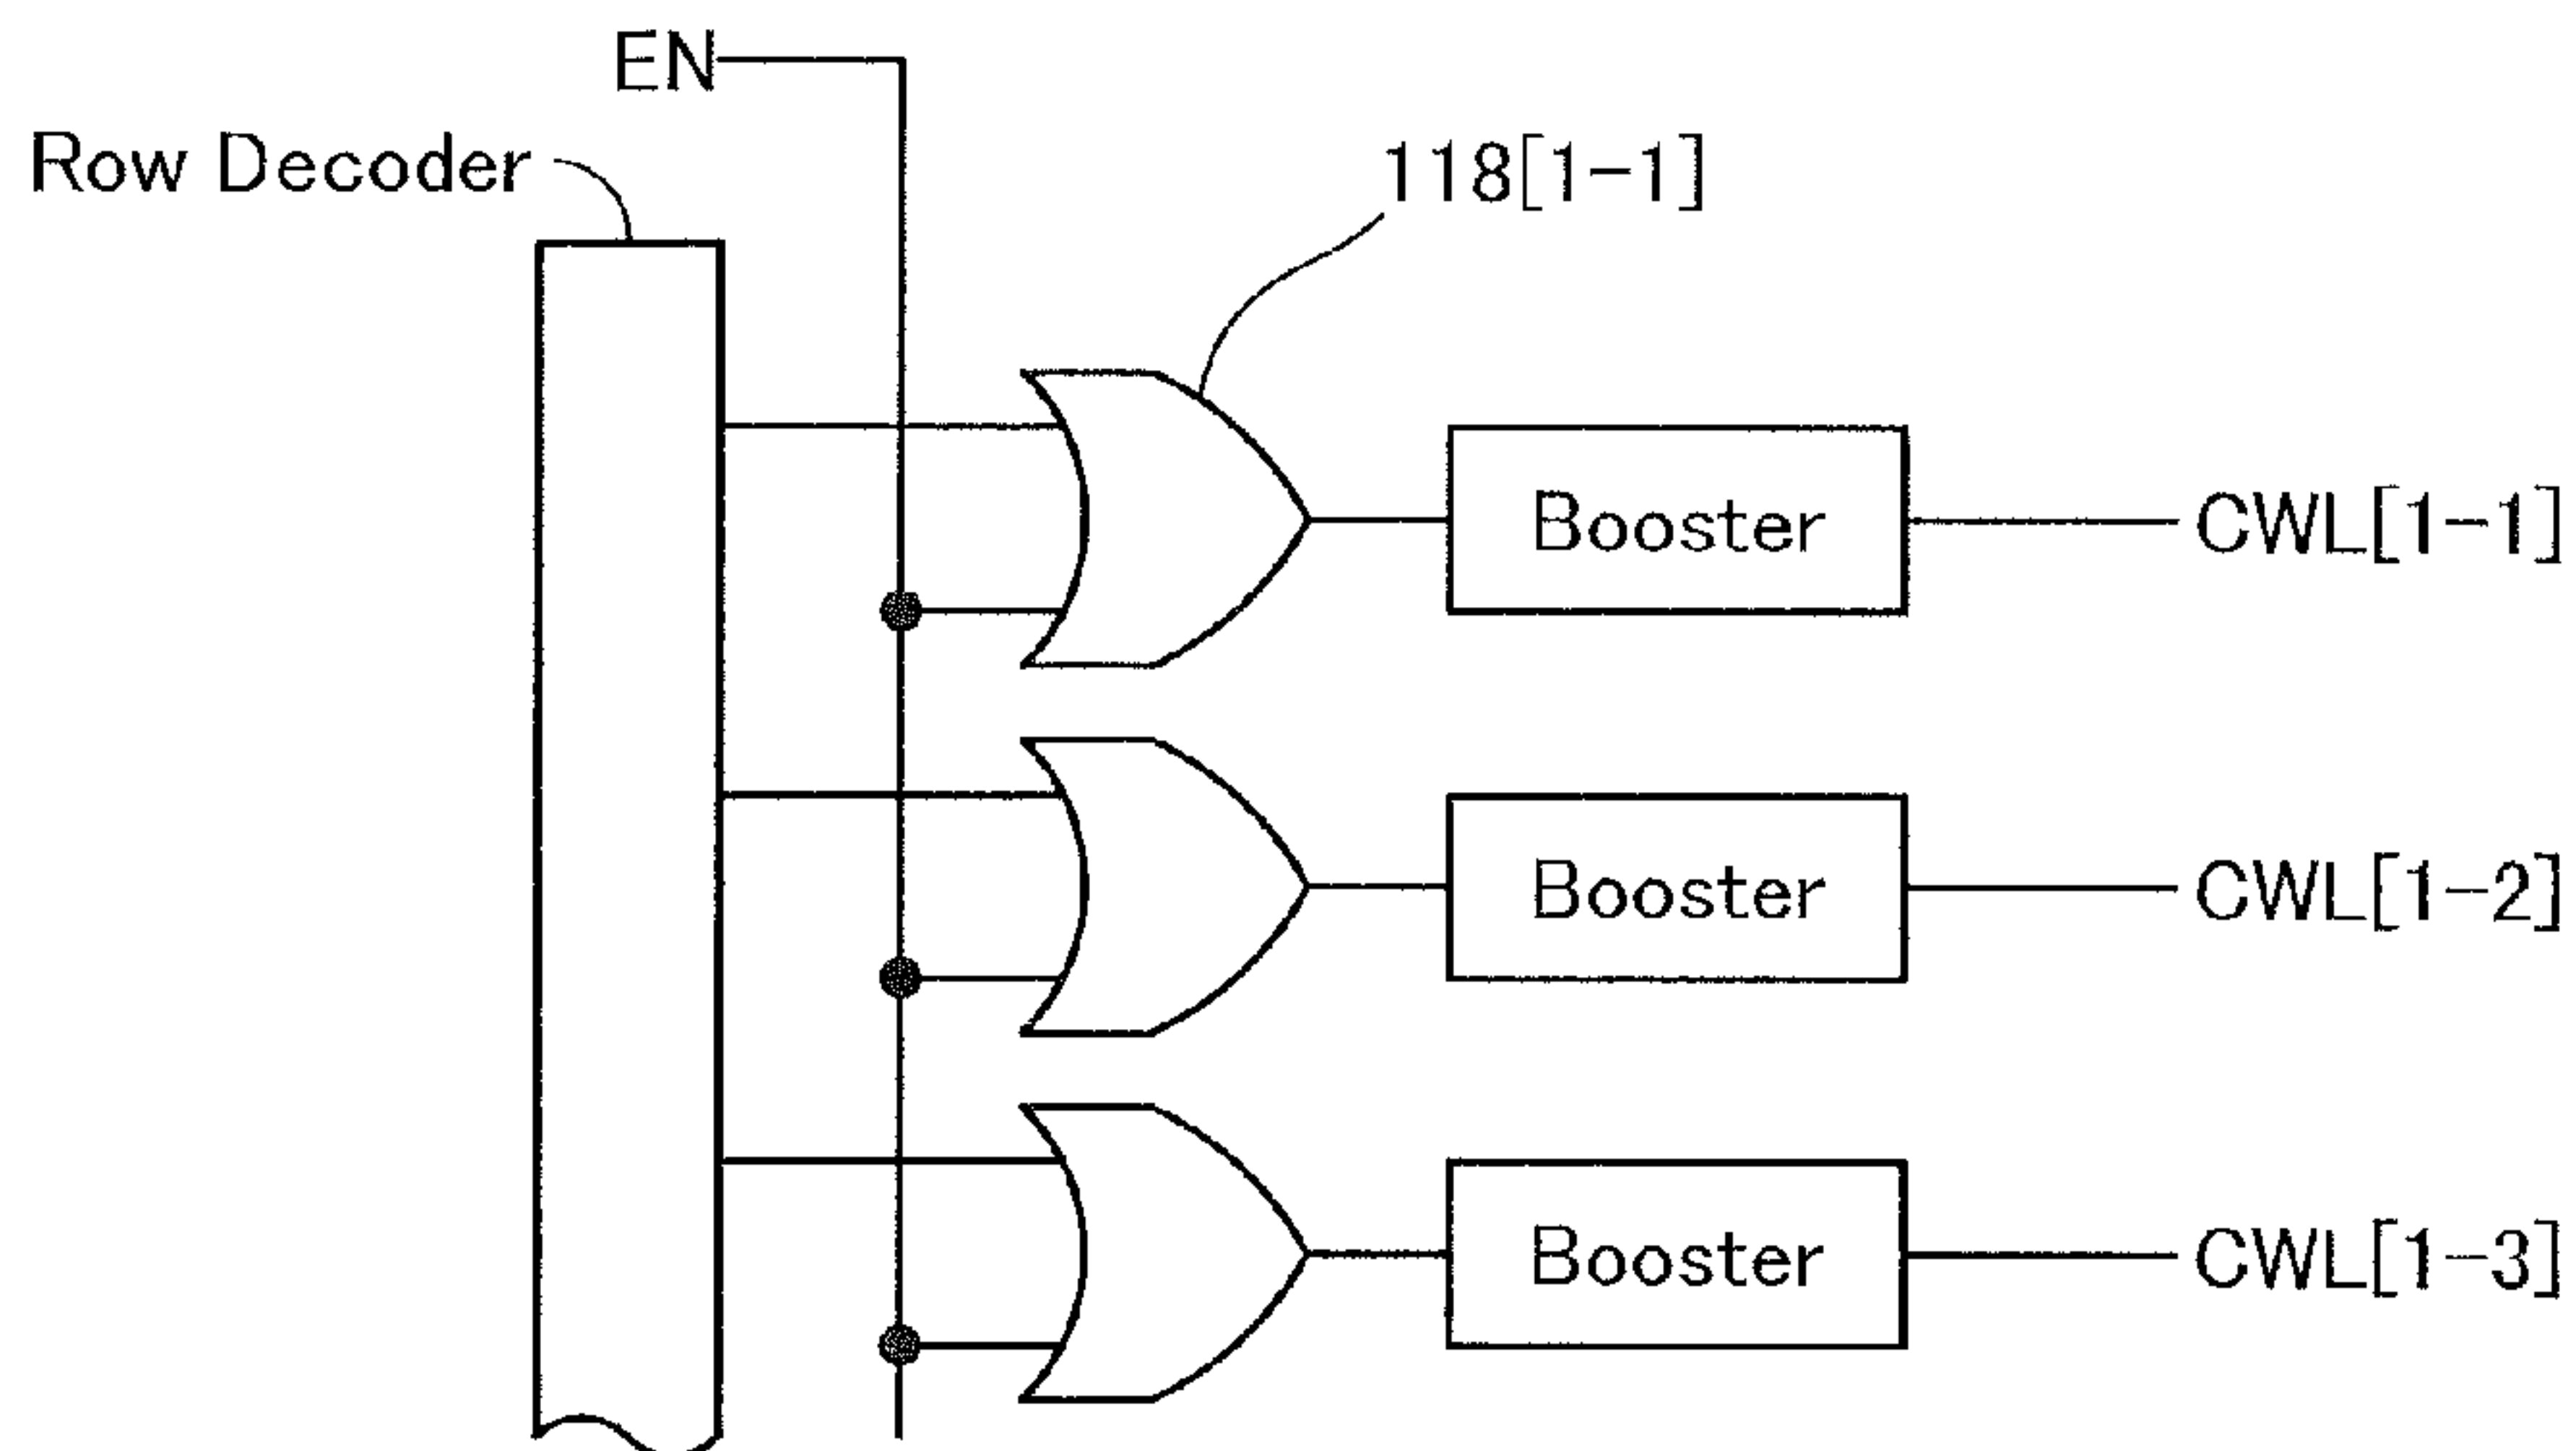 EN
Row Decoder
118[1-1]
Booster
CWL[1-1]
Booster
CWL[1-2]
Booster
CWL[1-3]